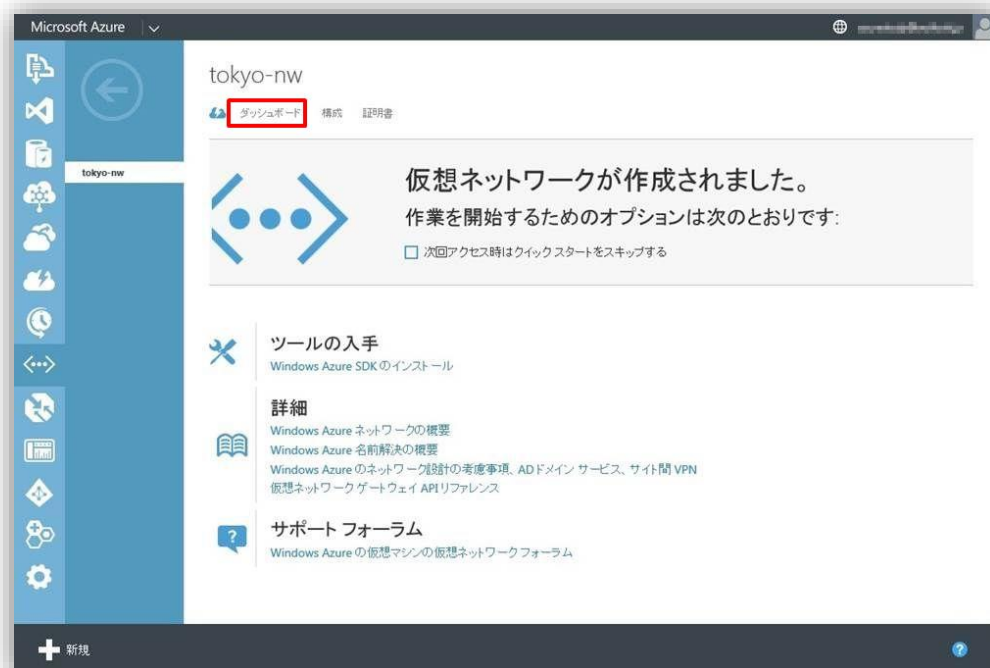 Microsoft Azure
tokyo-nw
ダッシュボード 構成 証明書
tokyo-nw
仮想ネットワークが作成されました。
作業を開始するためのオプションは次のとおりです:
次回アクセス時はクイック スタートをスキップする
ツールの入手
Windows Azure SDK のインストール
詳細
Windows Azure ネットワークの概要
Windows Azure 名前解決の概要
Windows Azure のネットワーク設計の考慮事項、AD ドメイン サービス、サイト間 VPN
仮想ネットワーク ゲートウェイ API リファレンス
?
サポート フォーラム
Windows Azure の仮想マシンの仮想ネットワーク フォーラム
新規
?